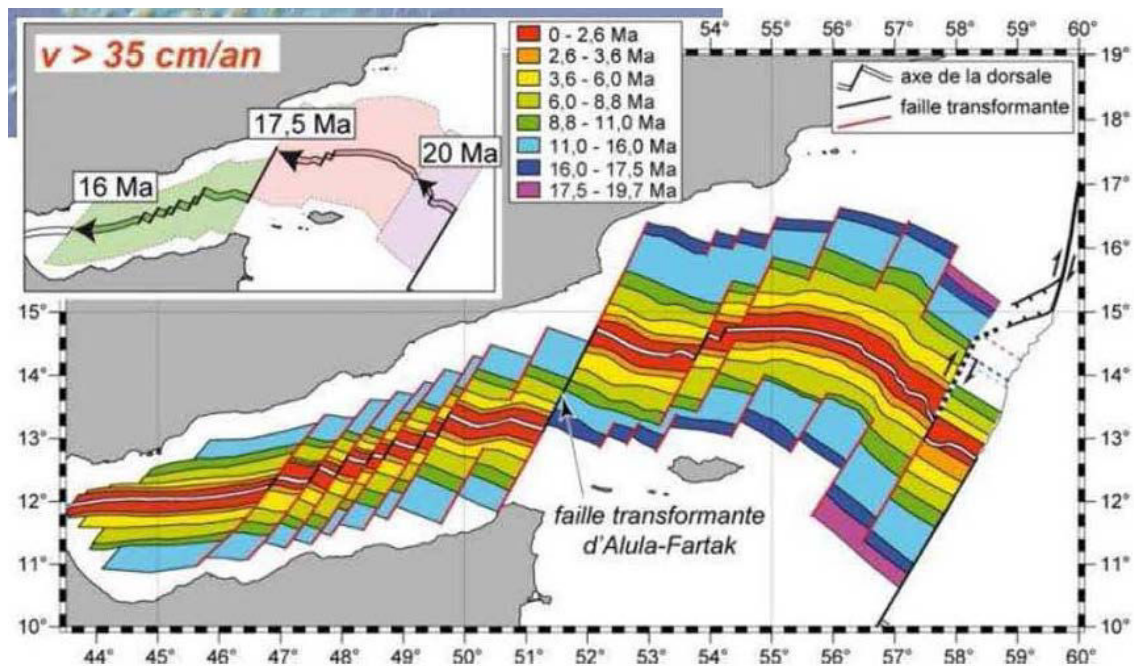 v > 35 cm/an
17,5 Ma
20 Ma
16 Ma
0 - 2,6 Ma
2,6 - 3,6 Ma
3,6 - 6,0 Ma
6,0 - 8,8 Ma
8,8 - 11,0 Ma
11,0 - 16,0 Ma
16,0 - 17,5 Ma
17,5 - 19,7 Ma
54° 55° 56° 57° 58° 59° 60°
axe de la dorsale
faille transformante
19°
18°
17°
16°
15°
14°
13°
12°
11°
10°
15°
14°
13°
12°
11°
10°
faille transformante
d'Alula-Fartak
44° 45° 46° 47° 48° 49° 50° 51° 52° 53° 54° 55° 56° 57° 58° 59° 60°